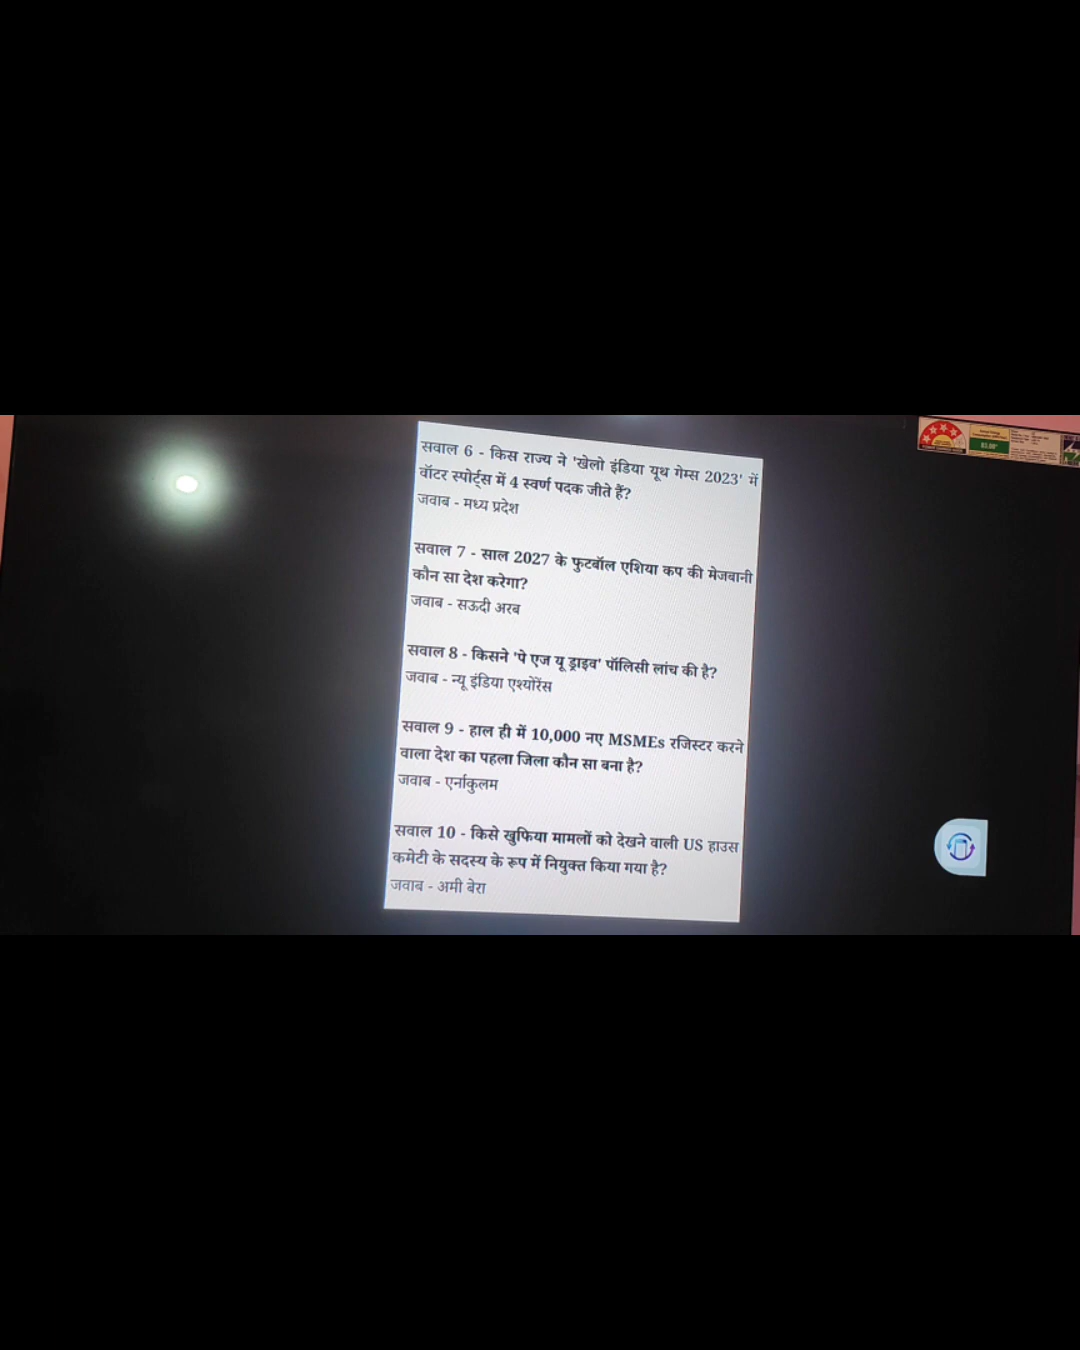 सवाल 6 - किस राज्य ने 'खेलो इंडिया यूथ गेम्स 2023' में
वॉटर स्पोर्ट्स में 4 स्वर्ण पदक जीते हैं?
जवाब - मध्य प्रदेश
सवाल 7 - साल 2027 के फुटबॉल एशिया कप की मेजबानी
कौन सा देश करेगा?
जवाब - सऊदी अरब
सवाल 8 - किसने 'पे एज यू ड्राइव' पॉलिसी लांच की है?
जवाब - न्यू इंडिया एश्योरेंस
सवाल 9 - हाल ही में 10,000 नए MSMEs रजिस्टर करने
वाला देश का पहला जिला कौन सा बना है?
जवाब - एर्नाकुलम
सवाल 10 - किसे खुफिया मामलों को देखने वाली US हाउस
कमेटी के सदस्य के रूप में नियुक्त किया गया है?
जवाब - अमी बेरा